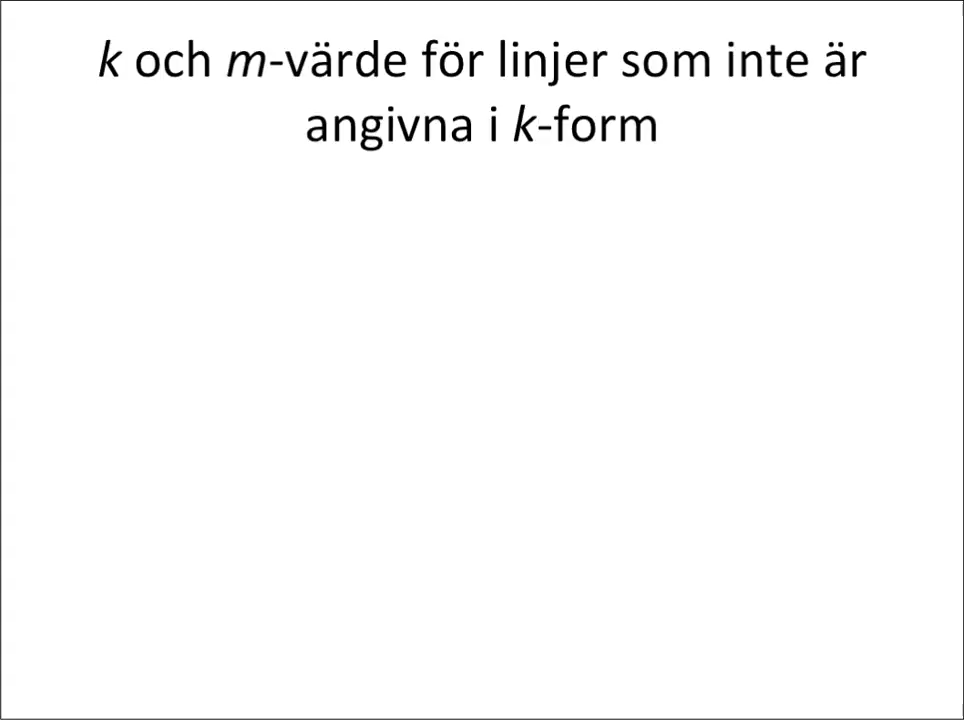 k och m-värde för linjer som inte är
angivna i k-form